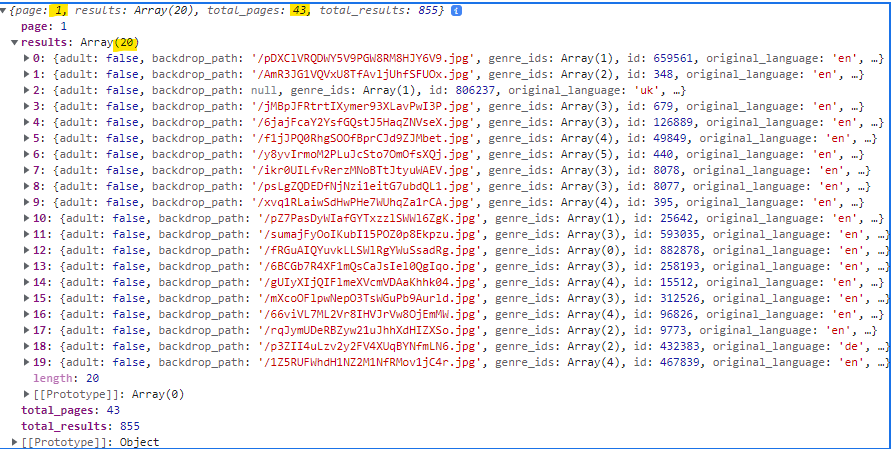 {page: 1, results: Array(20), total_pages: 43, total_results: 855} i
page: 1
results: Array(20)
0: {adult: false, backdrop_path: '/pDXClVRQDWY5V9PGW8RM8HJY6V9.jpg', genre_ids: Array(1), id: 659561, original_language: 'en', …}
1: {adult: false, backdrop_path: '/AmR3JG1VQVxU8TfAvljUhfSFUOx.jpg', genre_ids: Array(2), id: 348, original_language: 'en', …}
2: {adult: false, backdrop_path: null, genre_ids: Array(1), id: 806237, original_language: 'uk', …}
3: {adult: false, backdrop_path: '/jMBpJFRtrtIXymer93XLavPwI3P.jpg', genre_ids: Array(3), id: 679, original_language: 'en', …}
4: {adult: false, backdrop_path: '/6jajFcaY2YsfGQstJ5HaqZNVseX.jpg', genre_ids: Array(3), id: 126889, original_language: 'en', …}
5: {adult: false, backdrop_path: '/f1jJPQ0RhgSOOfBprCJd9ZJMbet.jpg', genre_ids: Array(4), id: 49849, original_language: 'en', …}
6: {adult: false, backdrop_path: '/y8yvIrmoM2PLuJcSto7OmOfsXQj.jpg', genre_ids: Array(5), id: 440, original_language: 'en', …}
7: {adult: false, backdrop_path: '/ikr0UILfvRerzMNoBTtJtyuWAEV.jpg', genre_ids: Array(3), id: 8078, original_language: 'en', …}
8: {adult: false, backdrop_path: '/psLgZQDEDfNjNzi1eitG7ubdQL1.jpg', genre_ids: Array(3), id: 8077, original_language: 'en', …}
9: {adult: false, backdrop_path: '/xvq1RLaiwSdHwPHe7WUhqZa1rCA.jpg', genre_ids: Array(4), id: 395, original_language: 'en', …}
10: {adult: false, backdrop_path: '/pZ7PasDyWIafGYTxzzlSWWl6ZgK.jpg', genre_ids: Array(1), id: 25642, original_language: 'en', …}
11: {adult: false, backdrop_path: '/sumajFyOoIKubI15POZ0p8Ekpzu.jpg', genre_ids: Array(3), id: 593035, original_language: 'en', …}
12: {adult: false, backdrop_path: '/fRGuAIQYuvkLLSWlRgYWuSsadRg.jpg', genre_ids: Array(0), id: 882878, original_language: 'en', …}
13: {adult: false, backdrop_path: '/6BCGb7R4XF1mQsCaJsIel0QgIqo.jpg', genre_ids: Array(3), id: 258193, original_language: 'en', …}
14: {adult: false, backdrop_path: '/gUIyXIjQIFlmeXVcmVDAaKhhk04.jpg', genre_ids: Array(4), id: 15512, original_language: 'en', …}
15: {adult: false, backdrop_path: '/mXcoOFlpwNepO3TsWGuPb9Aurld.jpg', genre_ids: Array(3), id: 312526, original_language: 'en', …}
16: {adult: false, backdrop_path: '/66viVL7ML2Vr8IHVJrVw8OjEmMW.jpg', genre_ids: Array(4), id: 96826, original_language: 'en', …}
17: {adult: false, backdrop_path: '/rqJymUDeRBZyw21uJhhXdHIZXSo.jpg', genre_ids: Array(2), id: 9773, original_language: 'en', …}
18: {adult: false, backdrop_path: '/p3ZII4uLzv2y2FV4XUqBYNfmLN6.jpg', genre_ids: Array(2), id: 432383, original_language: 'de', …}
19: {adult: false, backdrop_path: '/1Z5RUFWhdH1NZ2M1NfRMov1jC4r.jpg', genre_ids: Array(4), id: 467839, original_language: 'en', …}
length: 20
[[Prototype]]: Array(0)
total_pages: 43
total_results: 855
[[Prototype]]: Object